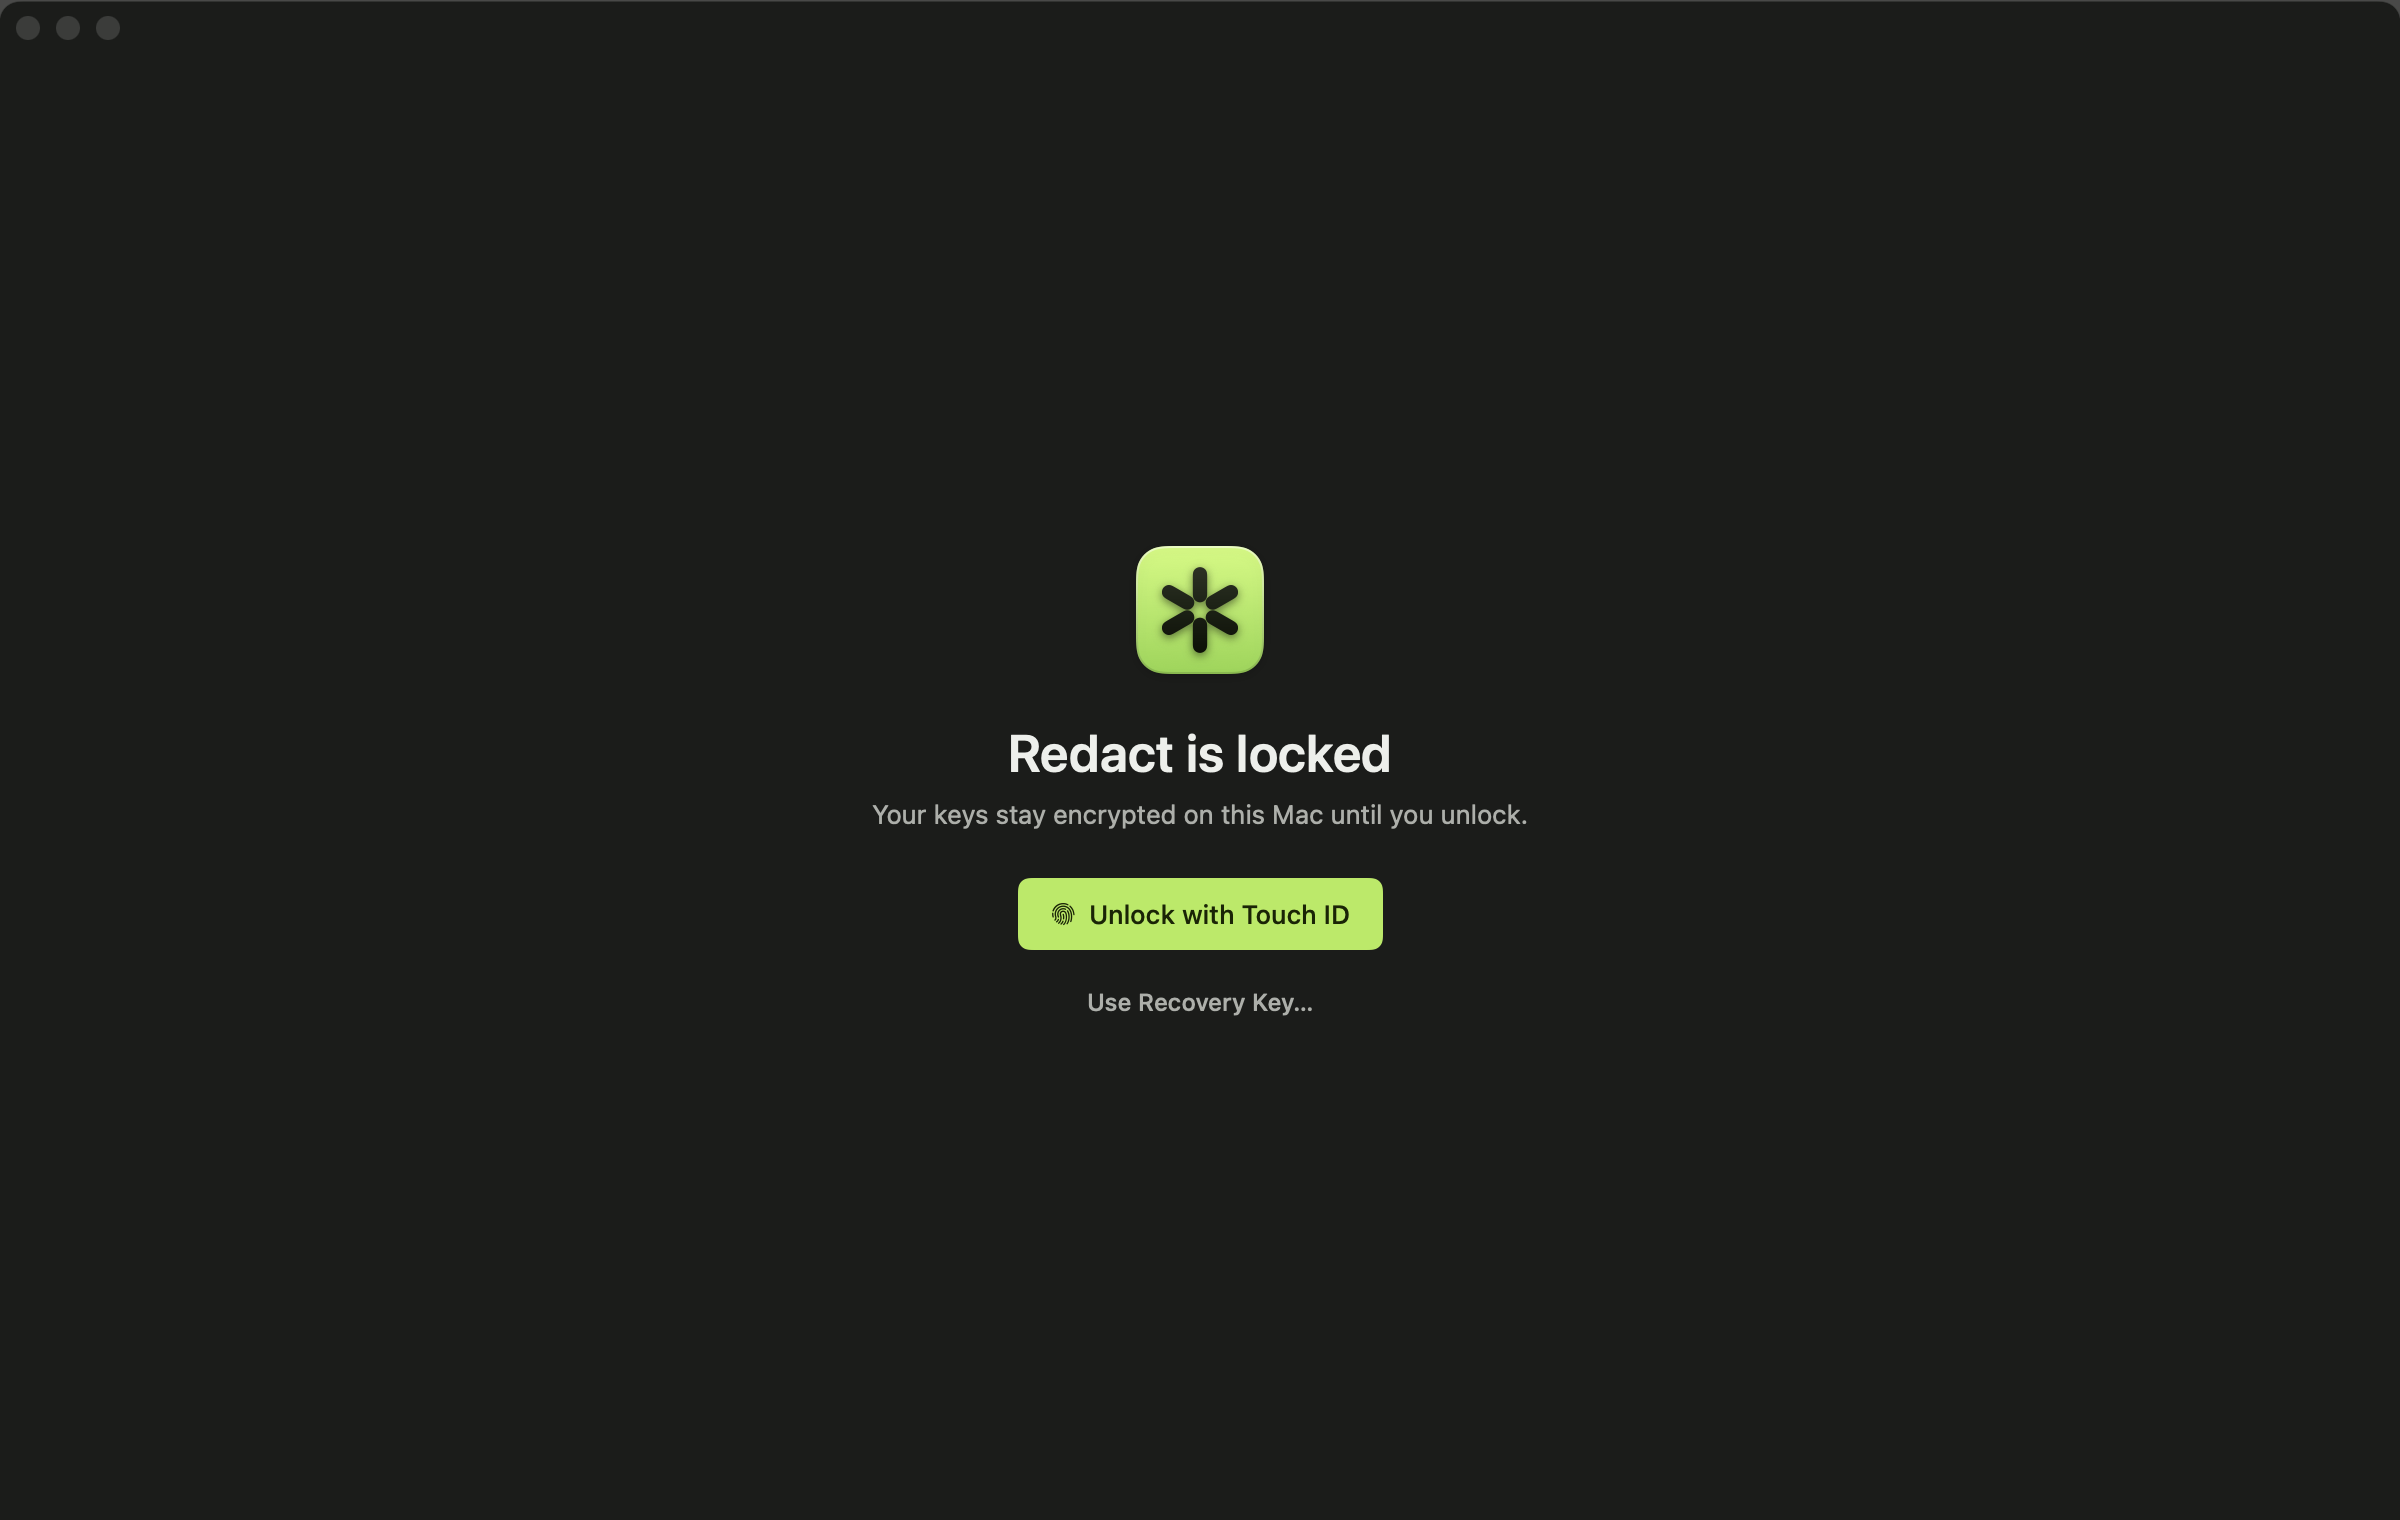 Redact is locked
Your keys stay encrypted on this Mac until you unlock.
Unlock with Touch ID
Use Recovery Key...